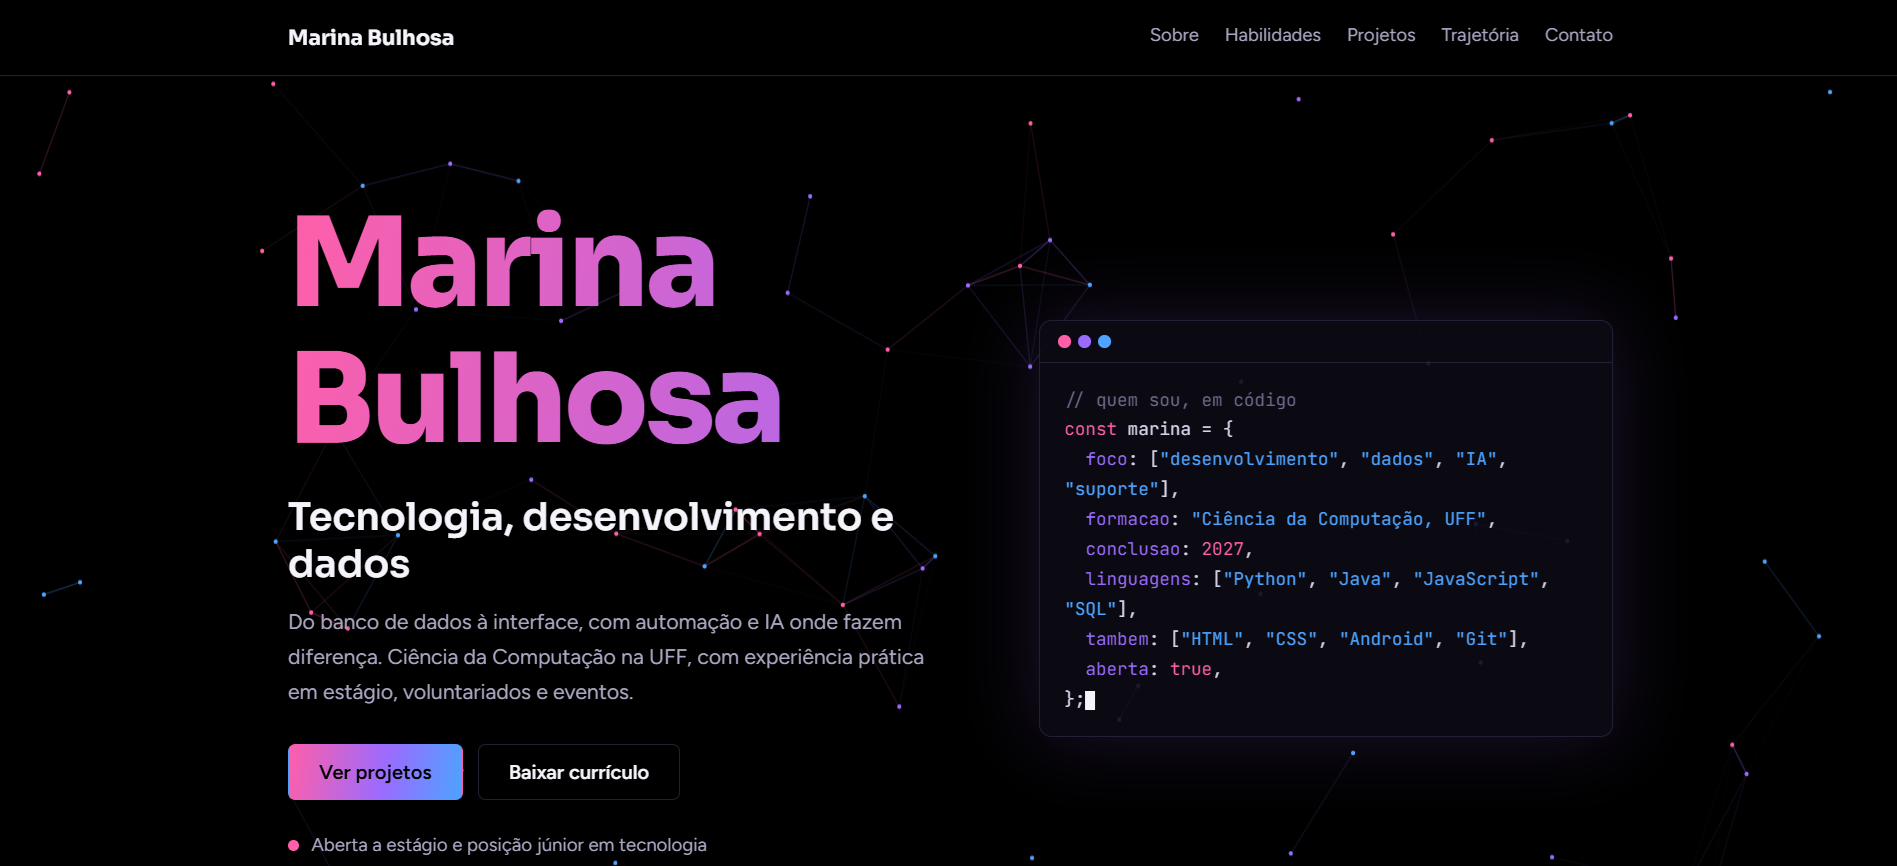 Marina Bulhosa
Sobre Habilidades Projetos Trajetória Contato
Marina
Bulhosa
Tecnologia, desenvolvimento e
dados
Do banco de dados à interface, com automação e IA onde fazem
diferença. Ciência da Computação na UFF, com experiência prática
em estágio, voluntariados e eventos.
Ver projetos Baixar currículo
Aberta a estágio e posição júnior em tecnologia
// quem sou, em código
const marina = {
  foco: ["desenvolvimento", "dados", "IA",
"suporte"],
  formacao: "Ciência da Computação, UFF",
  conclusao: 2027,
  linguagens: ["Python", "Java", "JavaScript",
"SQL"],
  tambem: ["HTML", "CSS", "Android", "Git"],
  aberta: true,
};